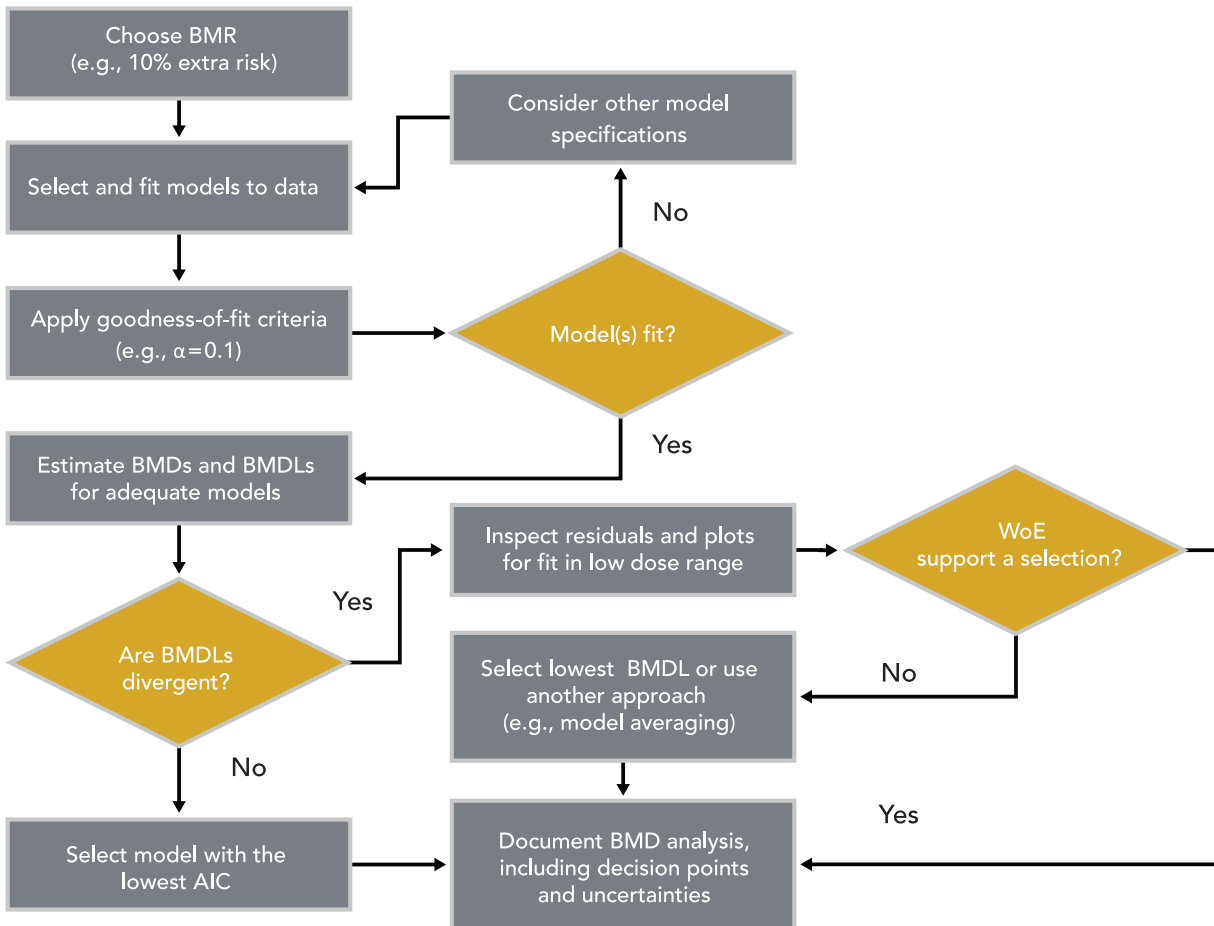 Choose BMR
(e.g., 10% extra risk)
Consider other model
specifications
Select and fit models to data
No
Apply goodness-of-fit criteria
(e.g., α=0.1)
Model(s) fit?
Yes
Estimate BMDs and BMDLs
for adequate models
Inspect residuals and plots
for fit in low dose range
WoE
support a selection?
Yes
Are BMDLs
divergent?
Select lowest BMDL or use
another approach
(e.g., model averaging)
No
No
Yes
Select model with the
lowest AIC
Document BMD analysis,
including decision points
and uncertainties